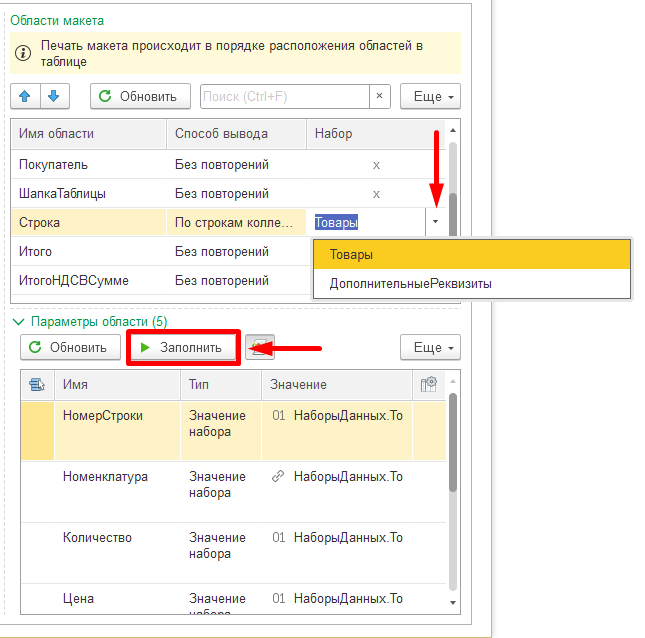 Области макета
Печать макета происходит в порядке расположения областей в
таблице
Обновить
Поиск (Ctrl+F)
×
Еще
Имя области
Способ вывода
Набор
Покупатель
Без повторений
x
ШапкаТаблицы
Без повторений
x
Строка
По строкам колле...
Товары
Итого
Без повторений
ИтогоНДСВСумме
Без повторений
Товары
ДополнительныеРеквизиты
Параметры области (5)
Обновить
Заполнить
Еще
Имя
Тип
Значение
НомерСтроки
Значение
набора
01 НаборыДанных.То
Номенклатура
Значение
набора
НаборыДанных.То
Количество
Значение
набора
01 НаборыДанных.То
Цена
Значение
набора
01 НаборыДанных.То